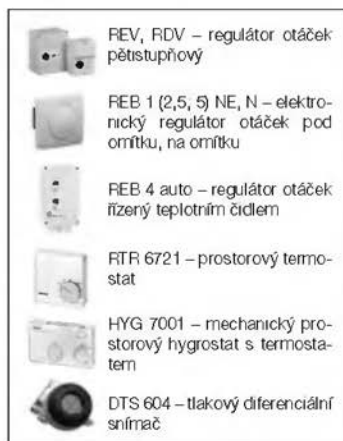 REV, RDV – regulátor otáček
pětistupňový
REB 1 (2,5, 5) NE, N – elektro-
nický regulátor otáček pod
omítku, na omítku
REB 4 auto – regulátor otáček
řízený teplotním čidlem
RTR 6721 – prostorový termo-
stat
HYG 7001 – mechanický pro-
storový hygrostat s termosta-
tem
DTS 604 – tlakový diferenciální
snímač